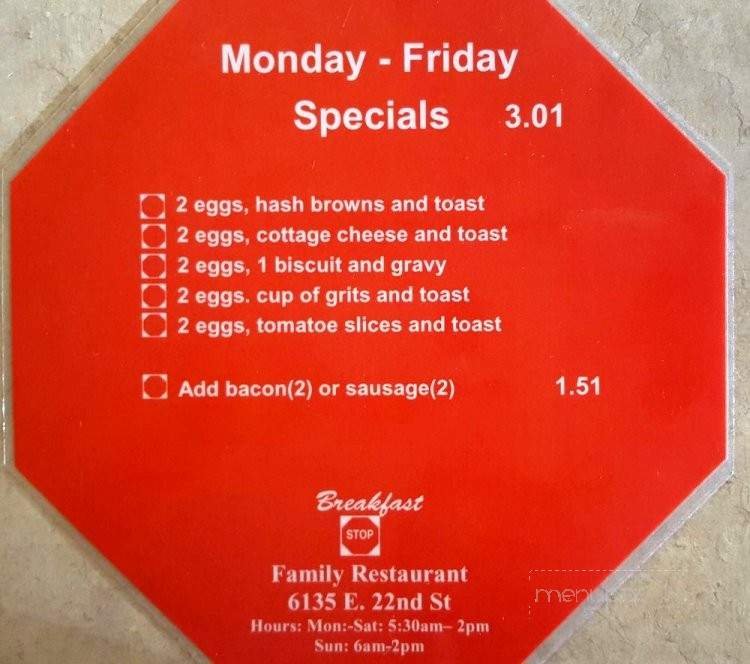 Monday - Friday
Specials 3.01
2 eggs, hash browns and toast
2 eggs, cottage cheese and toast
2 eggs, 1 biscuit and gravy
2 eggs. cup of grits and toast
2 eggs, tomatoe slices and toast
Add bacon(2) or sausage(2) 1.51
Breakfast
STOP
Family Restaurant
6135 E. 22nd St
Hours: Mon:-Sat: 5:30am– 2pm
Sun: 6am-2pm